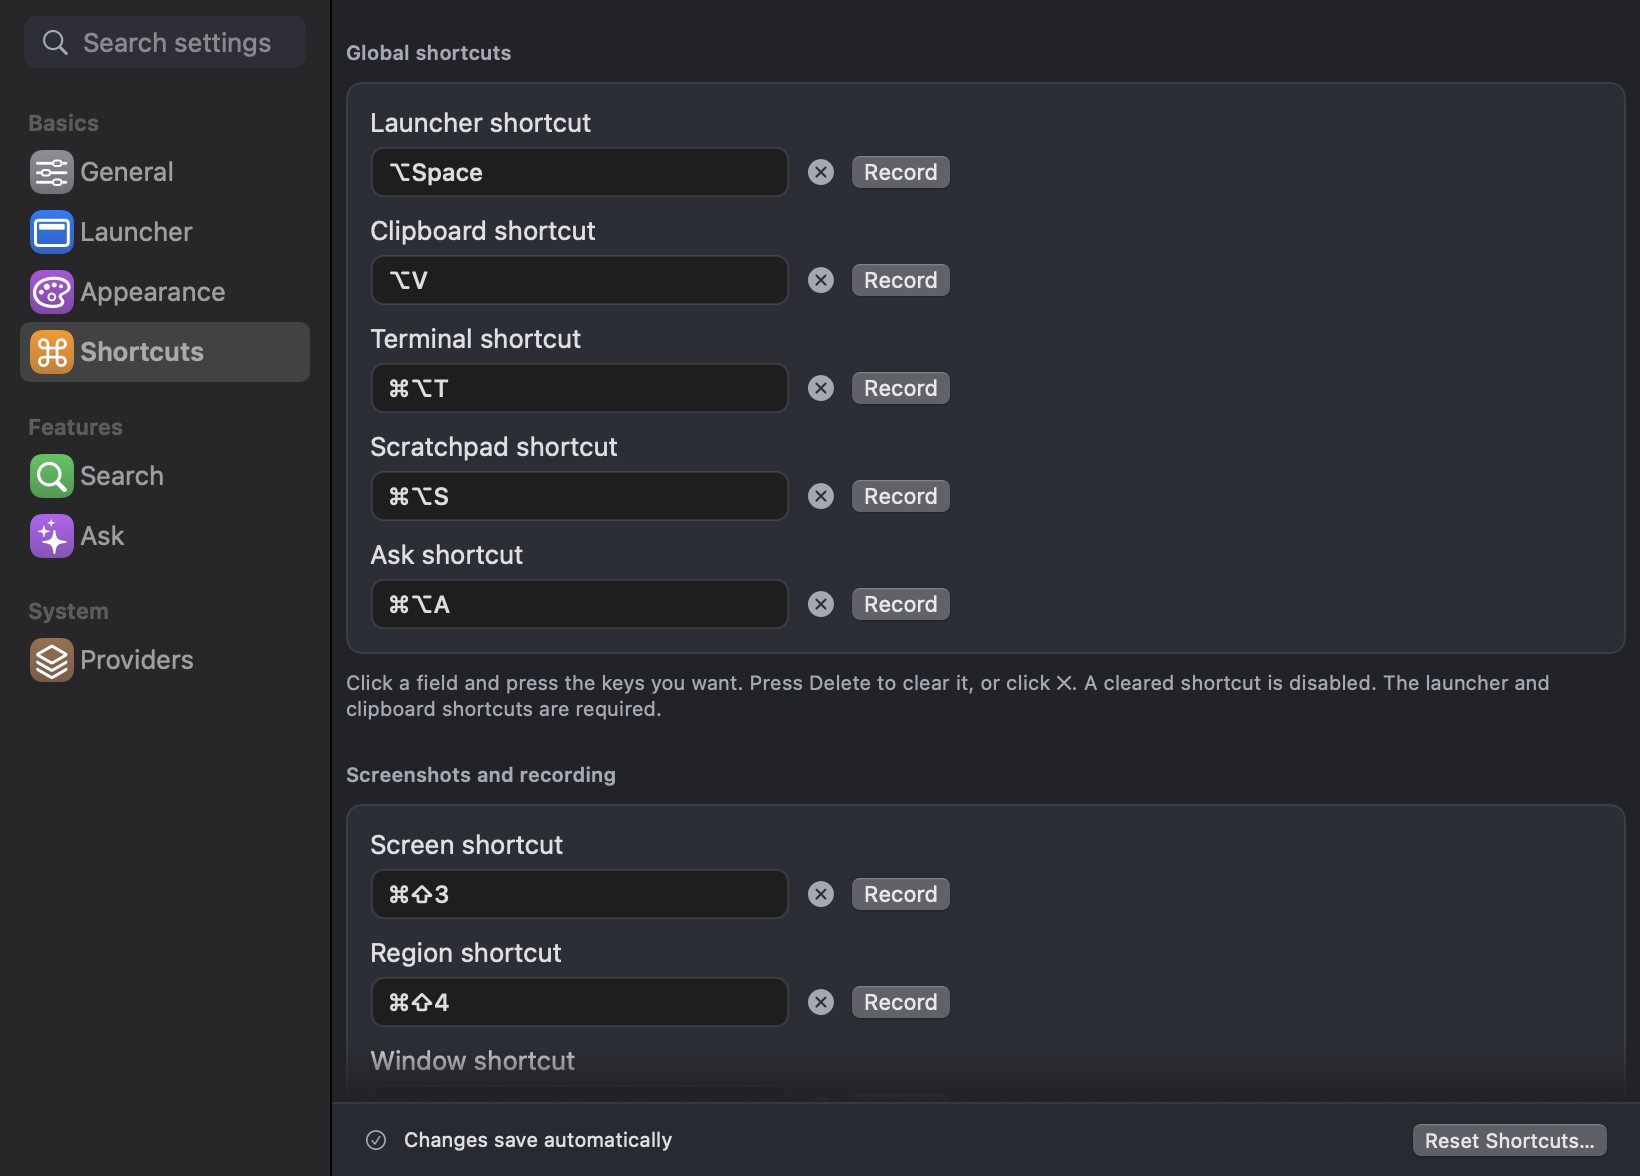 Search settings
Basics
General
Launcher
Appearance
Shortcuts
Features
Search
Ask
System
Providers
Global shortcuts
Launcher shortcut
⌥Space
Record
Clipboard shortcut
⌥V
Record
Terminal shortcut
⌘⌥T
Record
Scratchpad shortcut
⌘⌥S
Record
Ask shortcut
⌘⌥A
Record
Click a field and press the keys you want. Press Delete to clear it, or click ✕. A cleared shortcut is disabled. The launcher and
clipboard shortcuts are required.
Screenshots and recording
Screen shortcut
⌘⇧3
Record
Region shortcut
⌘⇧4
Record
Window shortcut
Changes save automatically
Reset Shortcuts...